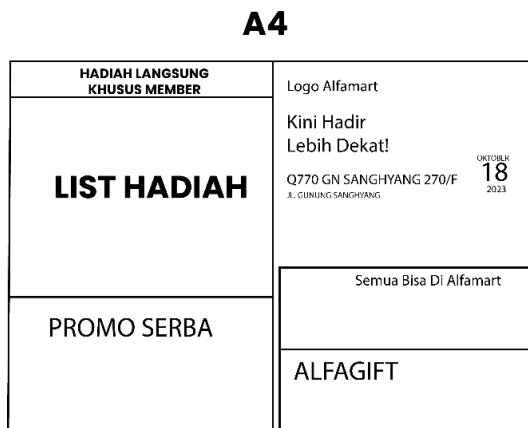 A4
HADIAH LANGSUNG
KHUSUS MEMBER
LIST HADIAH
PROMO SERBA
Logo Alfamart
Kini Hadir
Lebih Dekat!
Q770 GN SANGHYANG 270/F
JL. GUNUNG SANGHYANG
OKTOBER
18
2023
Semua Bisa Di Alfamart
ALFAGIFT